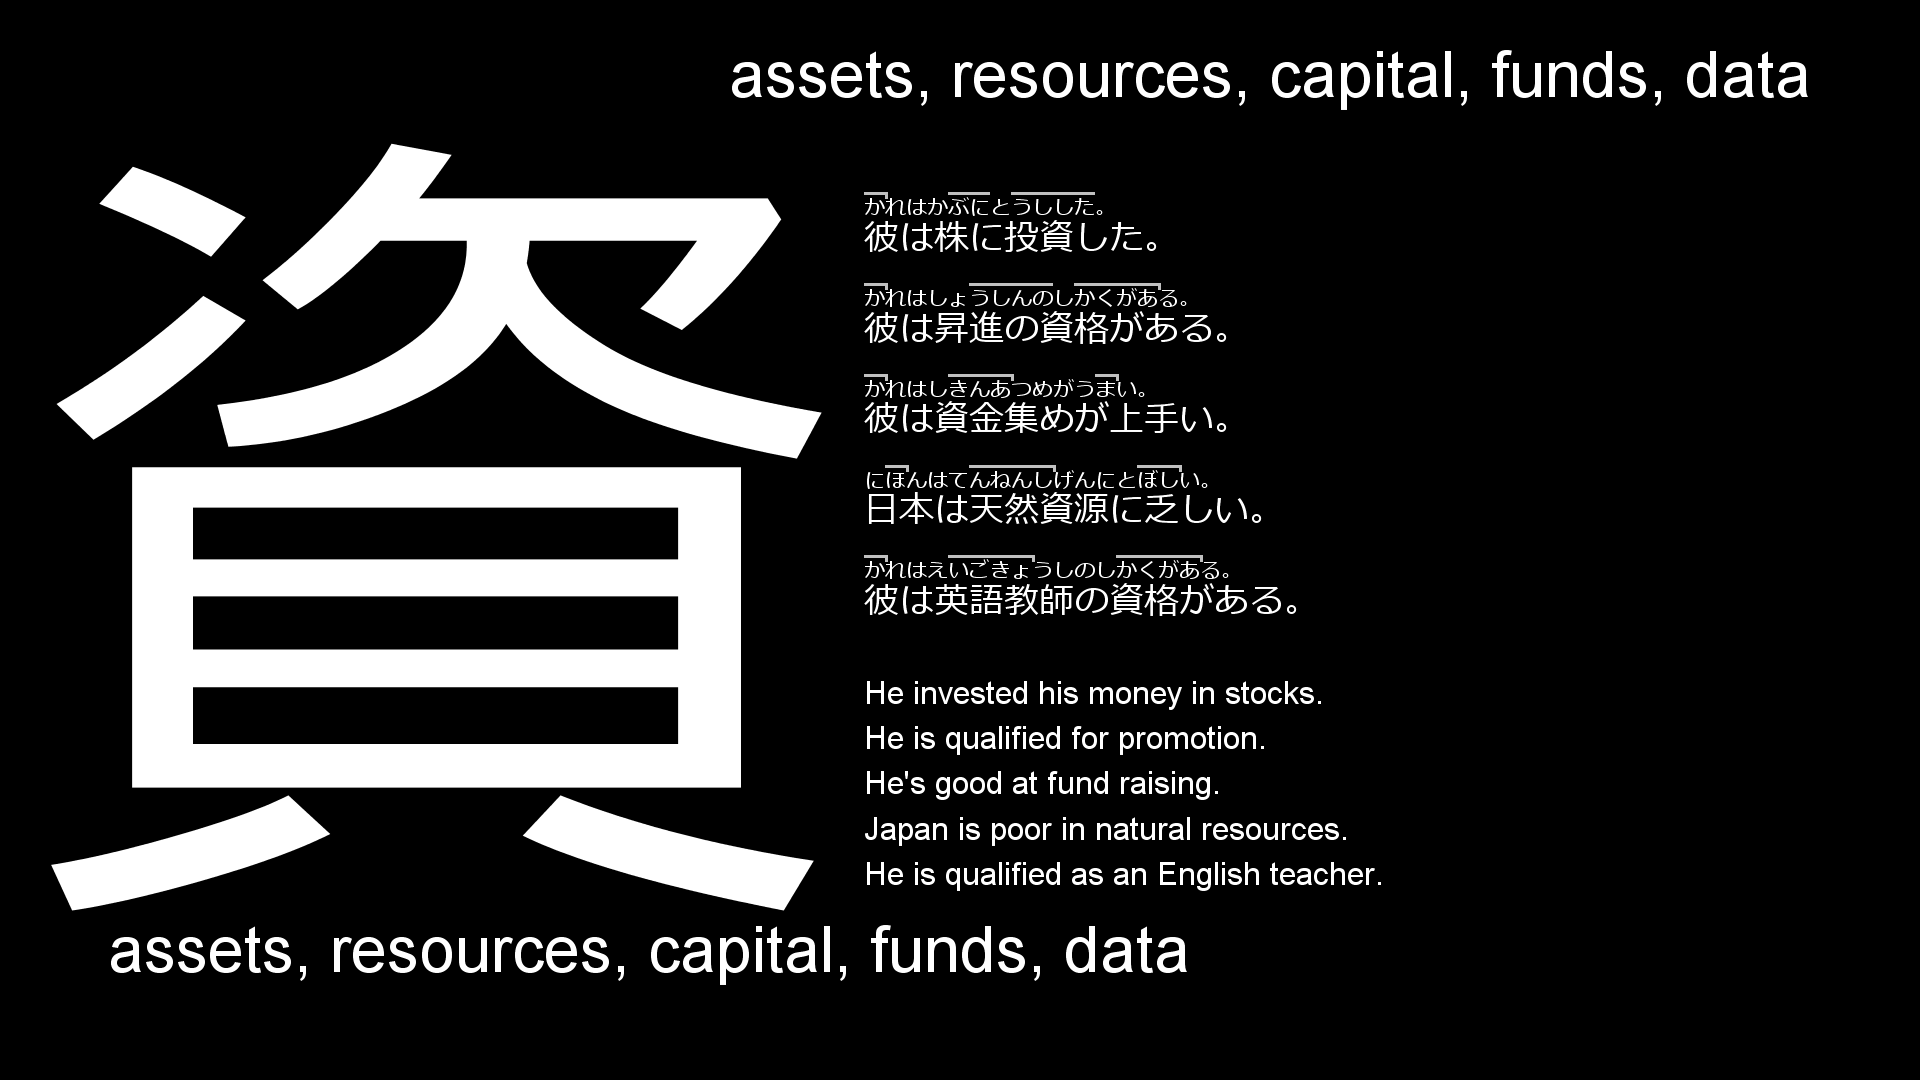 assets, resources, capital, funds, data
資
かれはかぶにとうしした。
彼は株に投資した。
かれはしょうしんのしかくがある。
彼は昇進の資格がある。
かれはしきんあつめがうまい。
彼は資金集めが上手い。
にほんはてんねんしげんにとぼしい。
日本は天然資源に乏しい。
かれはえいごきょうしのしかくがある。
彼は英語教師の資格がある。
He invested his money in stocks.
He is qualified for promotion.
He's good at fund raising.
Japan is poor in natural resources.
He is qualified as an English teacher.
assets, resources, capital, funds, data